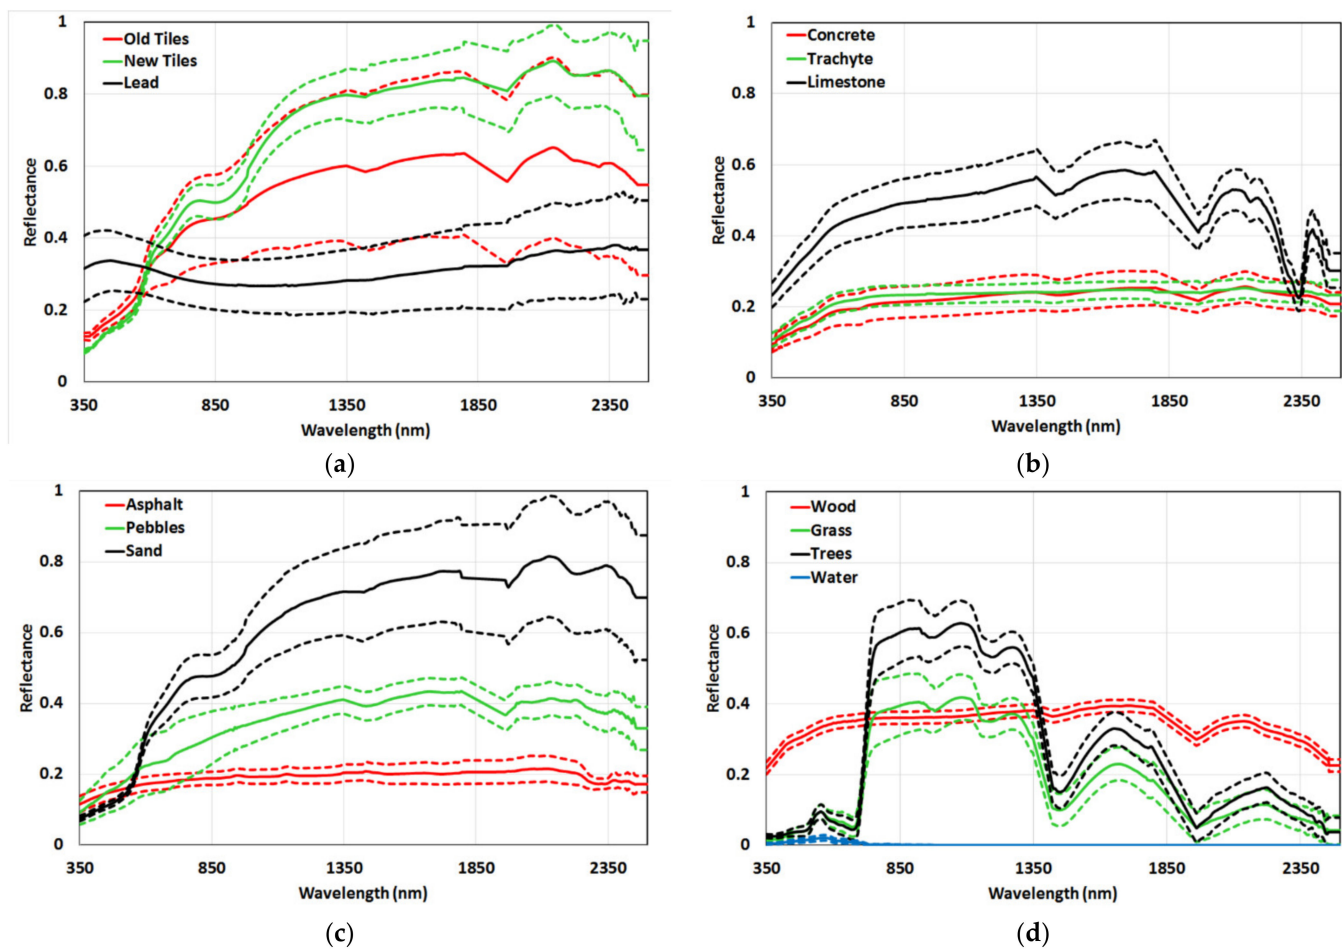 1
0.8
0.6
0.4
0.2
0
Reflectance
Old Tiles
New Tiles
Lead
350 850 1350 1850 2350
Wavelength (nm)
(a)
1
0.8
0.6
0.4
0.2
0
Reflectance
Concrete
Trachyte
Limestone
350 850 1350 1850 2350
Wavelength (nm)
(b)
1
0.8
0.6
0.4
0.2
0
Reflectance
Asphalt
Pebbles
Sand
350 850 1350 1850 2350
Wavelength (nm)
(c)
1
0.8
0.6
0.4
0.2
0
Reflectance
Wood
Grass
Trees
Water
350 850 1350 1850 2350
Wavelength (nm)
(d)